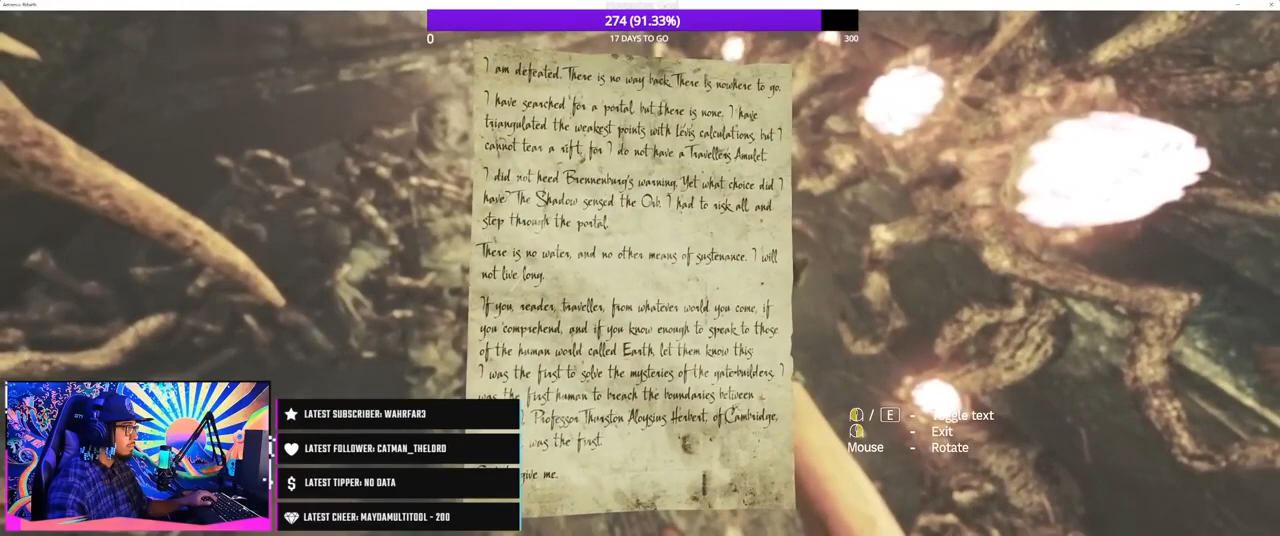 Amnesia: Rebirth
274 (91.33%)
0
17 DAYS TO GO
300
I am defeated. There is no way back. There is nowhere to go.
I have searched for a portal but there is none. I have
triangulated the weakest points with Lévis calculations, but I
cannot tear a rift, for I do not have a Travellers Amulet.
I did not heed Brennenburg's warning. Yet what choice did I
have? The Shadow sensed the Orb. I had to risk all and
step through the portal.
There is no water, and no other means of sustenance. I will
not live long.
If you, reader, traveller, from whatever world you come, if
you comprehend, and if you know enough to speak to those
of the human world called Earth, let them know this:
I was the first to solve the mysteries of the gatebuilders. I
was the first human to breach the boundaries between
Professor Thurston Aloysius Herbert, of Cambridge,
was the first.
give me.
/ E - Toggle text
- Exit
Mouse - Rotate
LATEST SUBSCRIBER: WAHRFAR3
LATEST FOLLOWER: CATMAN_THELORD
LATEST TIPPER: NO DATA
LATEST CHEER: MAYDAMULTITOOL - 200